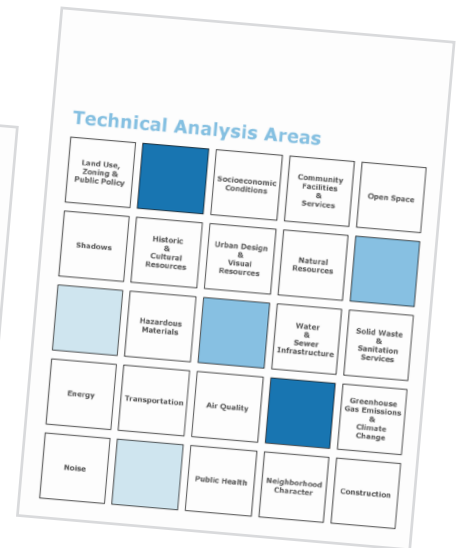 Technical Analysis Areas
Land Use,
Zoning &
Public Policy
Socioeconomic
Conditions
Community
Facilities
&
Services
Open Space
Shadows
Historic
&
Cultural
Resources
Urban Design
&
Visual
Resources
Natural
Resources
Hazardous
Materials
Water
&
Sewer
Infrastructure
Solid Waste
&
Sanitation
Services
Energy
Transportation
Air Quality
Greenhouse
Gas Emissions
&
Climate
Change
Noise
Public Health
Neighborhood
Character
Construction